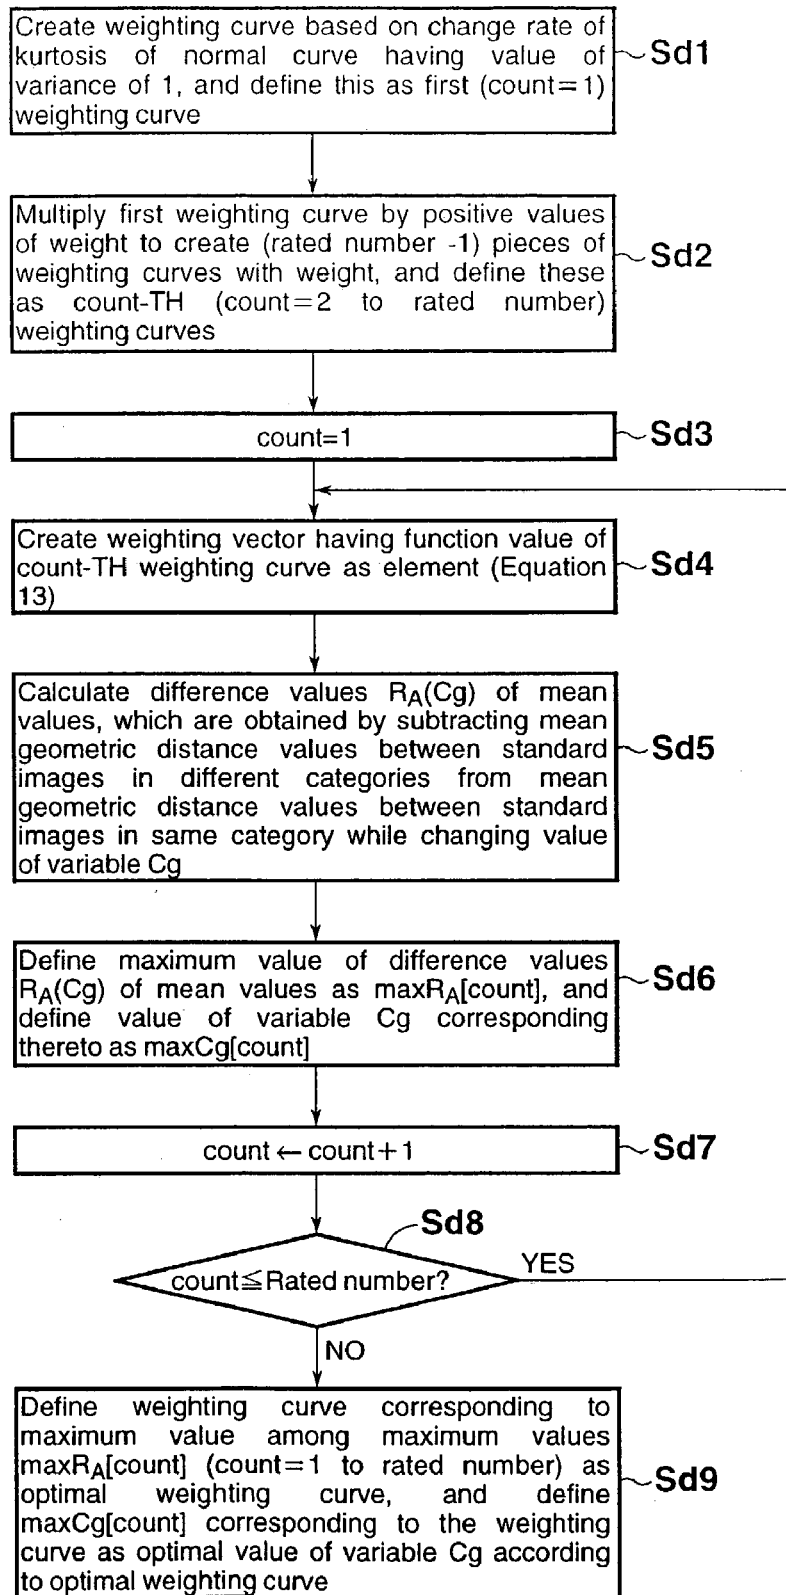 Create weighting curve based on change rate of
kurtosis of normal curve having value of
variance of 1, and define this as first (count=1)
weighting curve
Sd1
Multiply first weighting curve by positive values
of weight to create (rated number -1) pieces of
weighting curves with weight, and define these
as count-TH (count=2 to rated number)
weighting curves
Sd2
count=1
Sd3
Create weighting vector having function value of
count-TH weighting curve as element (Equation
13)
Sd4
Calculate difference values RA(Cg) of mean
values, which are obtained by subtracting mean
geometric distance values between standard
images in different categories from mean
geometric distance values between standard
images in same category while changing value
of variable Cg
Sd5
Define maximum value of difference values
RA(Cg) of mean values as maxRA[count], and
define value of variable Cg corresponding
thereto as maxCg[count]
Sd6
count ← count+1
Sd7
Sd8
count≦Rated number?
YES
NO
Define weighting curve corresponding to
maximum value among maximum values
maxRA[count] (count=1 to rated number) as
optimal weighting curve, and define
maxCg[count] corresponding to the weighting
curve as optimal value of variable Cg according
to optimal weighting curve
Sd9